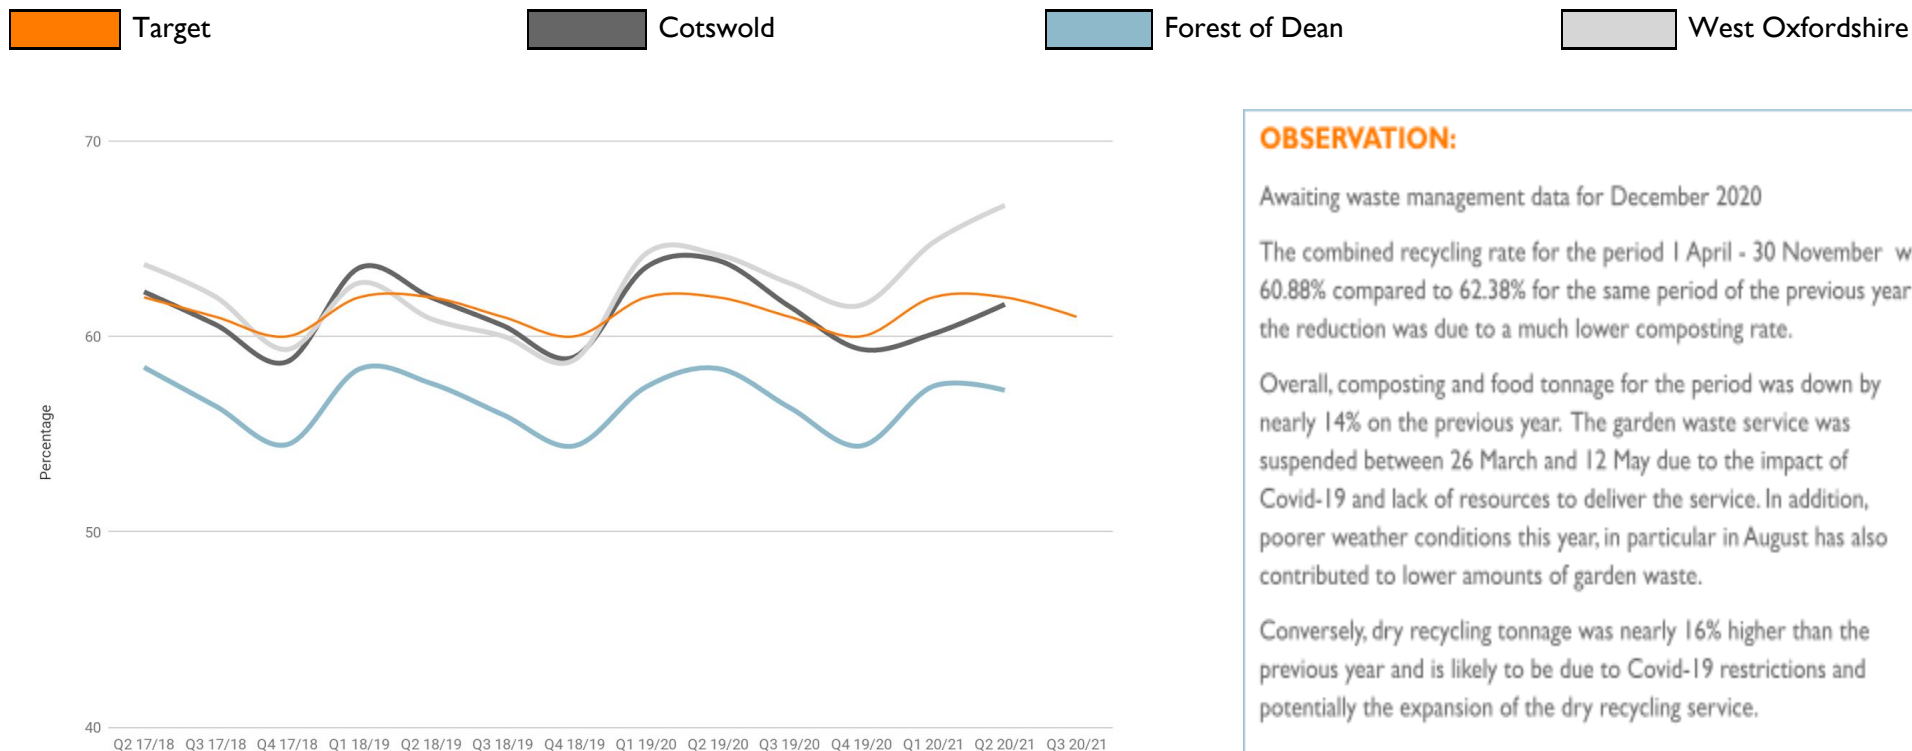 Target
Cotswold
Forest of Dean
West Oxfordshire
70
60
50
40
Percentage
Q2 17/18 Q3 17/18 Q4 17/18 Q1 18/19 Q2 18/19 Q3 18/19 Q4 18/19 Q1 19/20 Q2 19/20 Q3 19/20 Q4 19/20 Q1 20/21 Q2 20/21 Q3 20/21
OBSERVATION:
Awaiting waste management data for December 2020
The combined recycling rate for the period 1 April - 30 November
60.88% compared to 62.38% for the same period of the previous year
the reduction was due to a much lower composting rate.
Overall, composting and food tonnage for the period was down by
nearly 14% on the previous year. The garden waste service was
suspended between 26 March and 12 May due to the impact of
Covid-19 and lack of resources to deliver the service. In addition,
poorer weather conditions this year, in particular in August has also
contributed to lower amounts of garden waste.
Conversely, dry recycling tonnage was nearly 16% higher than the
previous year and is likely to be due to Covid-19 restrictions and
potentially the expansion of the dry recycling service.